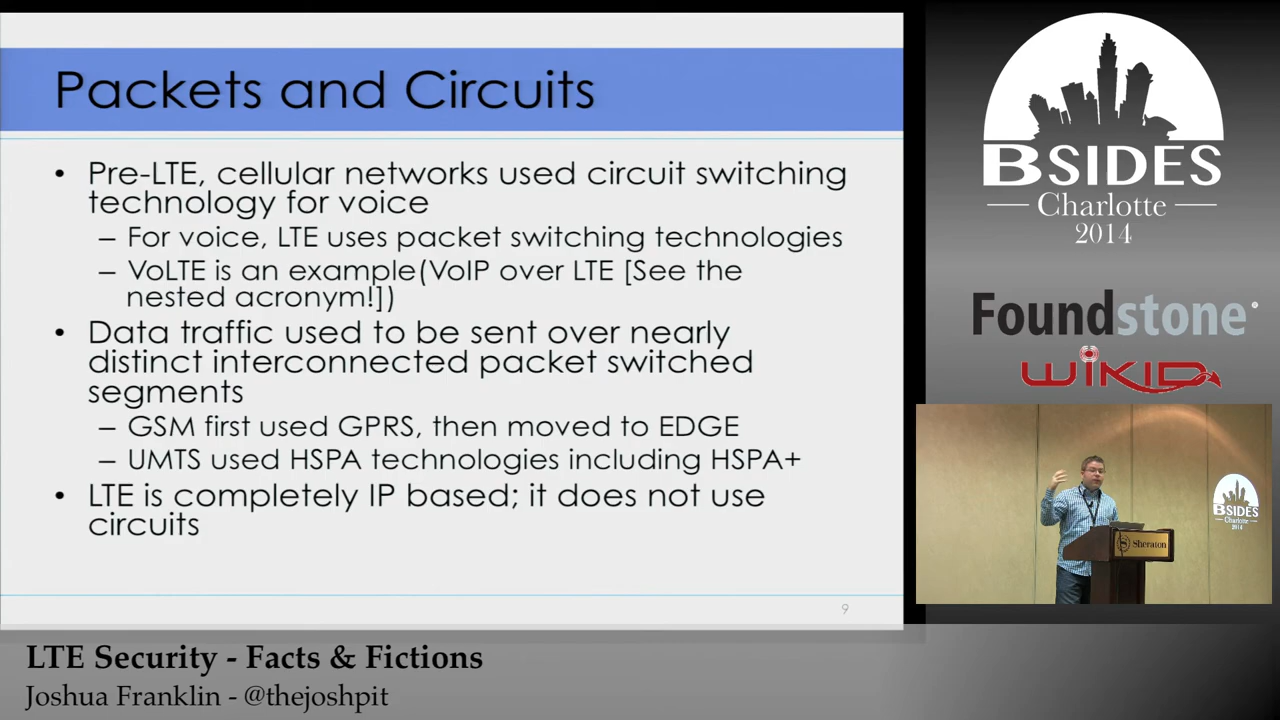 Packets and Circuits
• Pre-LTE, cellular networks used circuit switching
technology for voice
– For voice, LTE uses packet switching technologies
– VoLTE is an example(VoIP over LTE [See the
nested acronym!])
• Data traffic used to be sent over nearly
distinct interconnected packet switched
segments
– GSM first used GPRS, then moved to EDGE
– UMTS used HSPA technologies including HSPA+
• LTE is completely IP based; it does not use
circuits
9
BSIDES
Charlotte
2014
Foundstone®
WiKID
Sheraton
BSIDES
Charlotte
2014
LTE Security - Facts & Fictions
Joshua Franklin - @thejoshpit